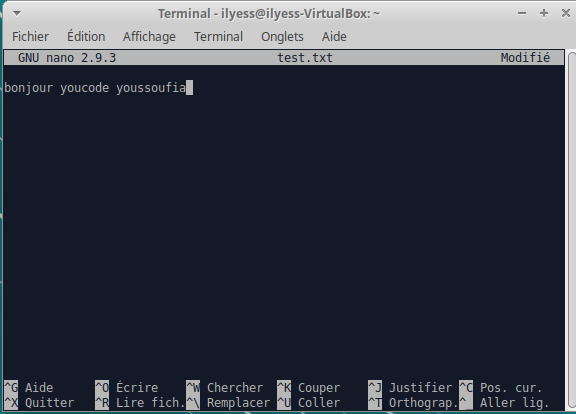 Terminal - ilyess@ilyess-VirtualBox: ~
Fichier Édition Affichage Terminal Onglets Aide
GNU nano 2.9.3 test.txt Modifié
bonjour youcode youssoufia
^G Aide ^O Écrire ^W Chercher ^K Couper ^J Justifier ^C Pos. cur.
^X Quitter ^R Lire fich. ^\ Remplacer ^U Coller ^T Orthograp. ^_ Aller lig.